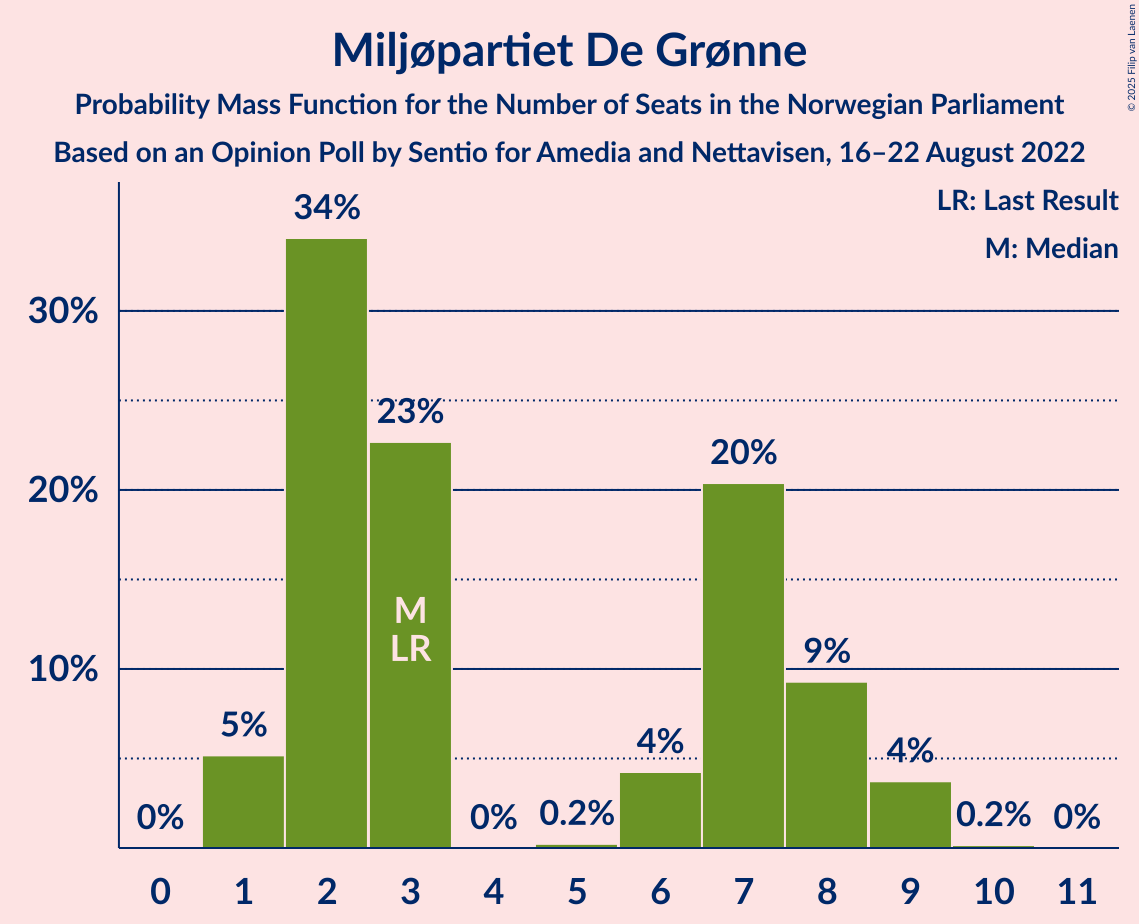 Miljøpartiet De Grønne
Probability Mass Function for the Number of Seats in the Norwegian Parliament
Based on an Opinion Poll by Sentio for Amedia and Nettavisen, 16–22 August 2022
© 2025 Filip van Laenen
LR: Last Result
M: Median
34%
30%
23%
20%
20%
M
LR
10%
9%
5%
4%
4%
0%
0%
0.2%
0.2%
0%
0 1 2 3 4 5 6 7 8 9 10 11